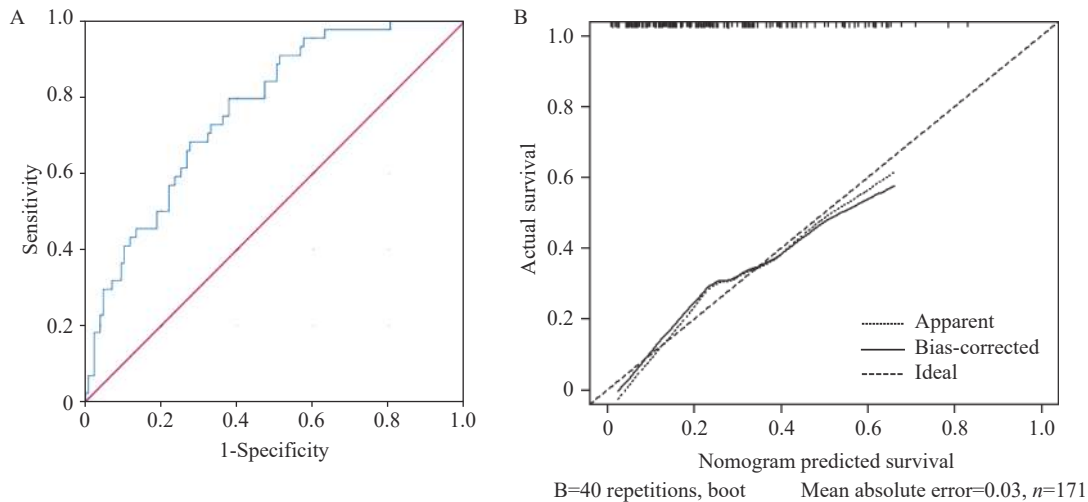 A
1.0
0.8
0.6
0.4
0.2
0
0
0.2
0.4
0.6
0.8
1.0
Sensitivity
1-Specificity
B
1.0
0.8
0.6
0.4
0.2
0
0
0.2
0.4
0.6
0.8
1.0
Actual survival
Apparent
Bias-corrected
Ideal
Nomogram predicted survival
B=40 repetitions, boot Mean absolute error=0.03, n=171